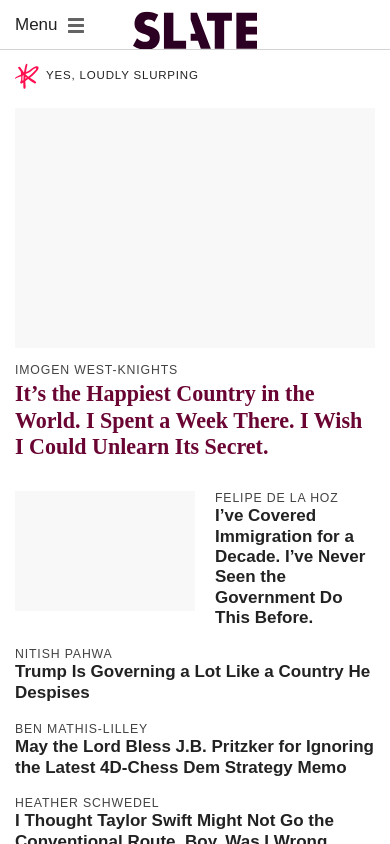 Menu
SLATE
YES, LOUDLY SLURPING
IMOGEN WEST-KNIGHTS
It’s the Happiest Country in the
World. I Spent a Week There. I Wish
I Could Unlearn Its Secret.
FELIPE DE LA HOZ
I’ve Covered
Immigration for a
Decade. I’ve Never
Seen the
Government Do
This Before.
NITISH PAHWA
Trump Is Governing a Lot Like a Country He
Despises
BEN MATHIS-LILLEY
May the Lord Bless J.B. Pritzker for Ignoring
the Latest 4D-Chess Dem Strategy Memo
HEATHER SCHWEDEL
I Thought Taylor Swift Might Not Go the
Conventional Route. Boy, Was I Wrong.